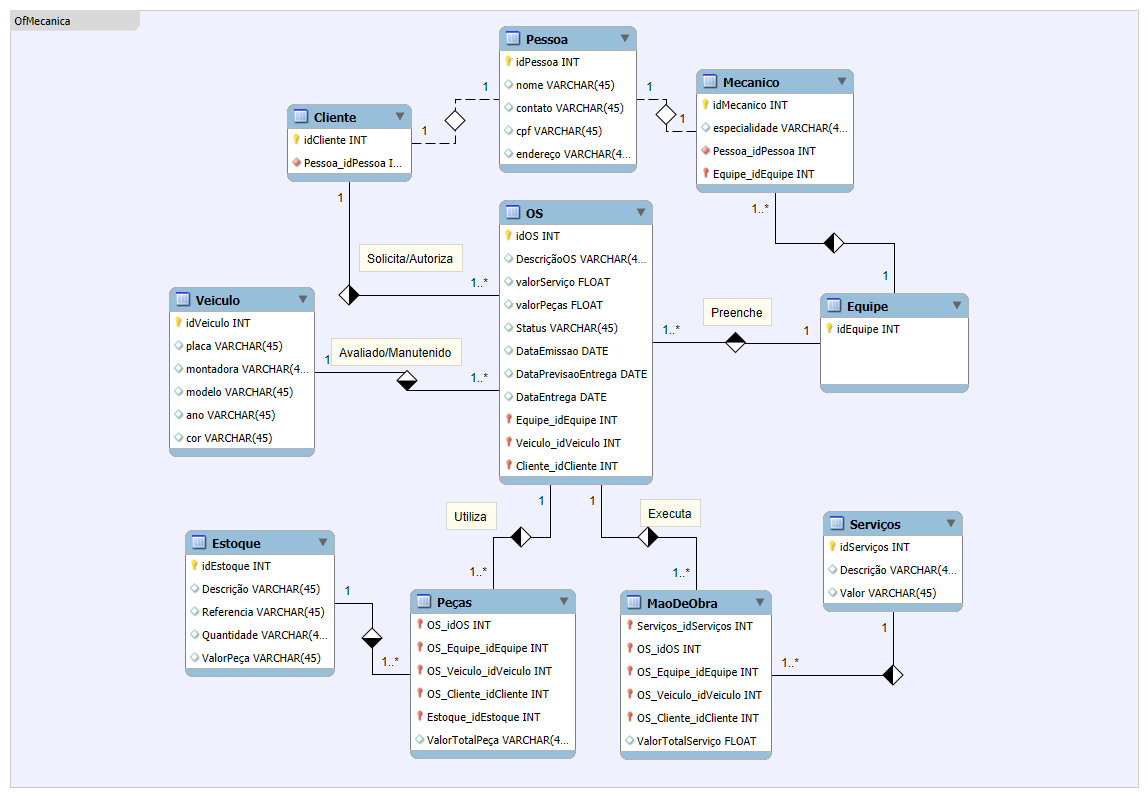 OfMecanica
Pessoa
idPessoa INT
nome VARCHAR(45)
contato VARCHAR(45)
cpf VARCHAR(45)
endereço VARCHAR(4...
Mecanico
idMecanico INT
especialidade VARCHAR(4...
Pessoa_idPessoa INT
Equipe_idEquipe INT
Cliente
idCliente INT
Pessoa_idPessoa I...
1
1
1
1
OS
idOS INT
DescriçãoOS VARCHAR(4...
valorServiço FLOAT
valorPeças FLOAT
Status VARCHAR(45)
DataEmissao DATE
DataPrevisaoEntrega DATE
DataEntrega DATE
Equipe_idEquipe INT
Veiculo_idVeiculo INT
Cliente_idCliente INT
1
Solicita/Autoriza
1..*
1..*
1
Veiculo
idVeiculo INT
placa VARCHAR(45)
montadora VARCHAR(4...
modelo VARCHAR(45)
ano VARCHAR(45)
cor VARCHAR(45)
1
Avaliado/Manutenido
1..*
Preenche
1..*
1
Equipe
idEquipe INT
1
Utiliza
1..*
1
Executa
1..*
Estoque
idEstoque INT
Descrição VARCHAR(45)
Referencia VARCHAR(45)
Quantidade VARCHAR(4...
ValorPeça VARCHAR(45)
1
1..*
Peças
OS_idOS INT
OS_Equipe_idEquipe INT
OS_Veiculo_idVeiculo INT
OS_Cliente_idCliente INT
Estoque_idEstoque INT
ValorTotalPeça VARCHAR(4...
MaoDeObra
Serviços_idServiços INT
OS_idOS INT
OS_Equipe_idEquipe INT
OS_Veiculo_idVeiculo INT
OS_Cliente_idCliente INT
ValorTotalServiço FLOAT
Serviços
idServiços INT
Descrição VARCHAR(4...
Valor VARCHAR(45)
1
1..*